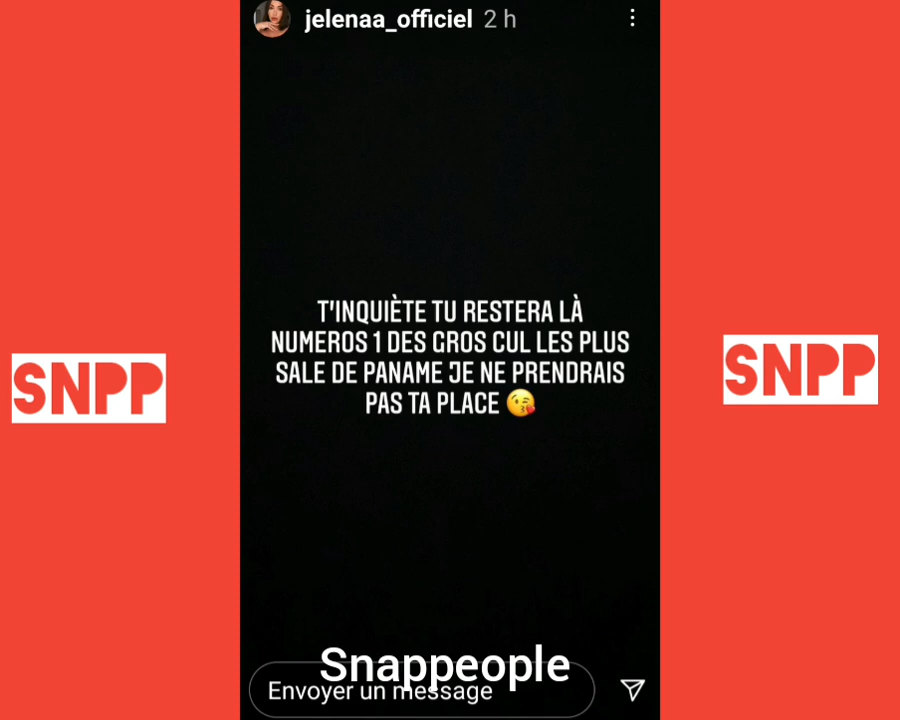 jelenaa_officiel 2 h
T'INQUIÈTE TU RESTERA LÀ
NUMEROS 1 DES GROS CUL LES PLUS
SALE DE PANAME JE NE PRENDRAIS
PAS TA PLACE 😘
SNPP
SNPP
Snappeople
Envoyer un message